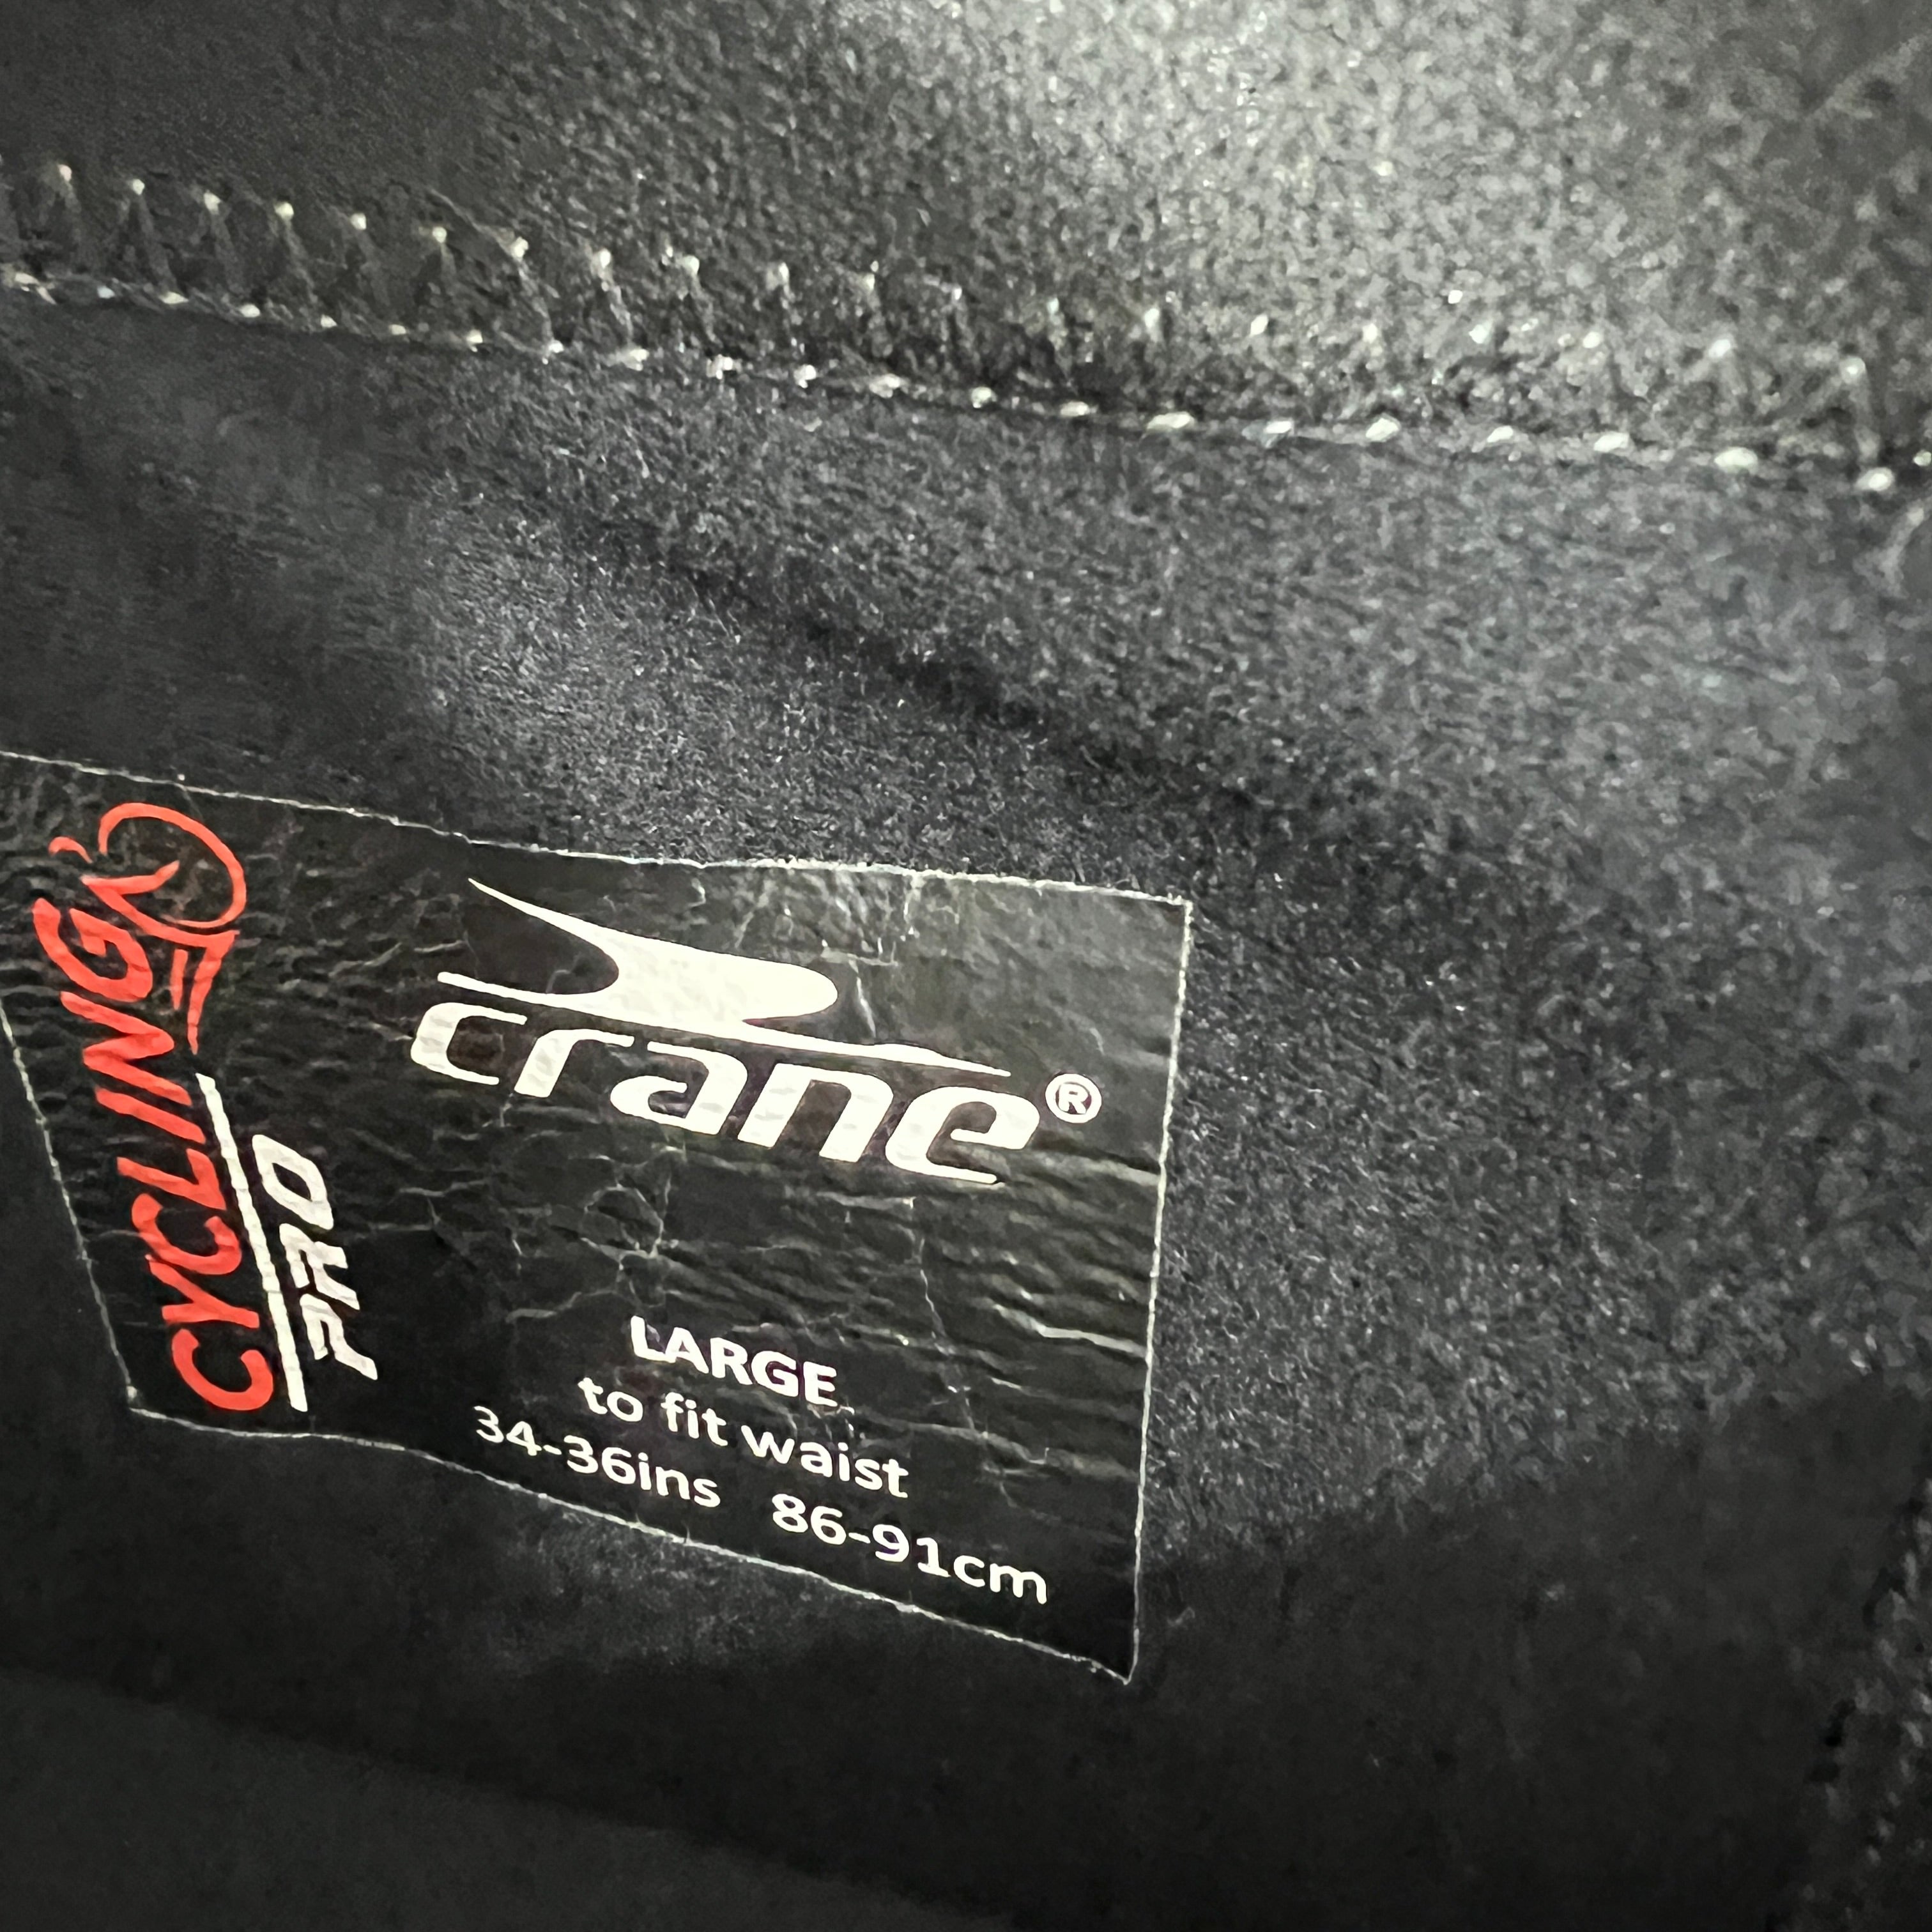 CYCLING
PRO
crane®
LARGE
to fit waist
34-36ins 86-91cm